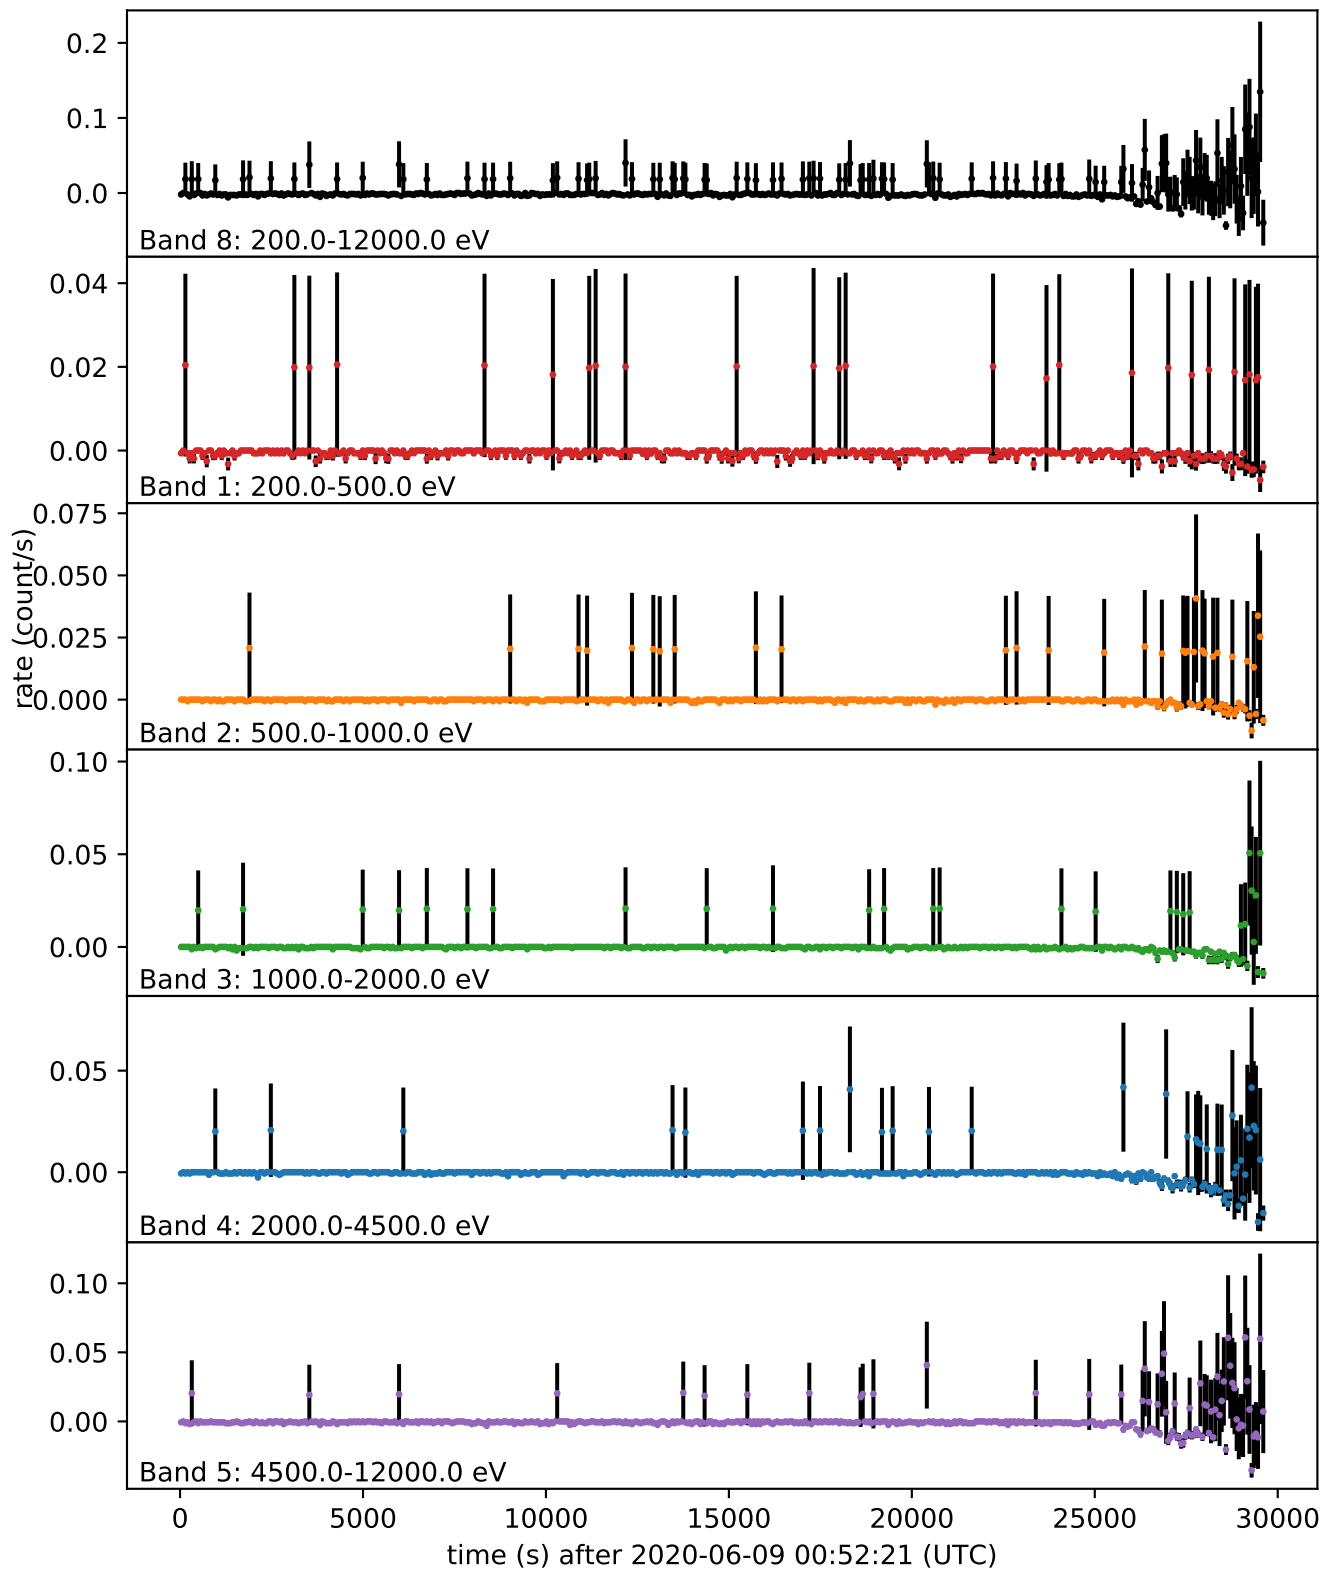 0.2
0.1
0.0
Band 8: 200.0-12000.0 eV
0.04
0.02
0.00
Band 1: 200.0-500.0 eV
rate (count/s)
0.075
0.050
0.025
0.000
Band 2: 500.0-1000.0 eV
0.10
0.05
0.00
Band 3: 1000.0-2000.0 eV
0.05
0.00
Band 4: 2000.0-4500.0 eV
0.10
0.05
0.00
Band 5: 4500.0-12000.0 eV
0 5000 10000 15000 20000 25000 30000
time (s) after 2020-06-09 00:52:21 (UTC)